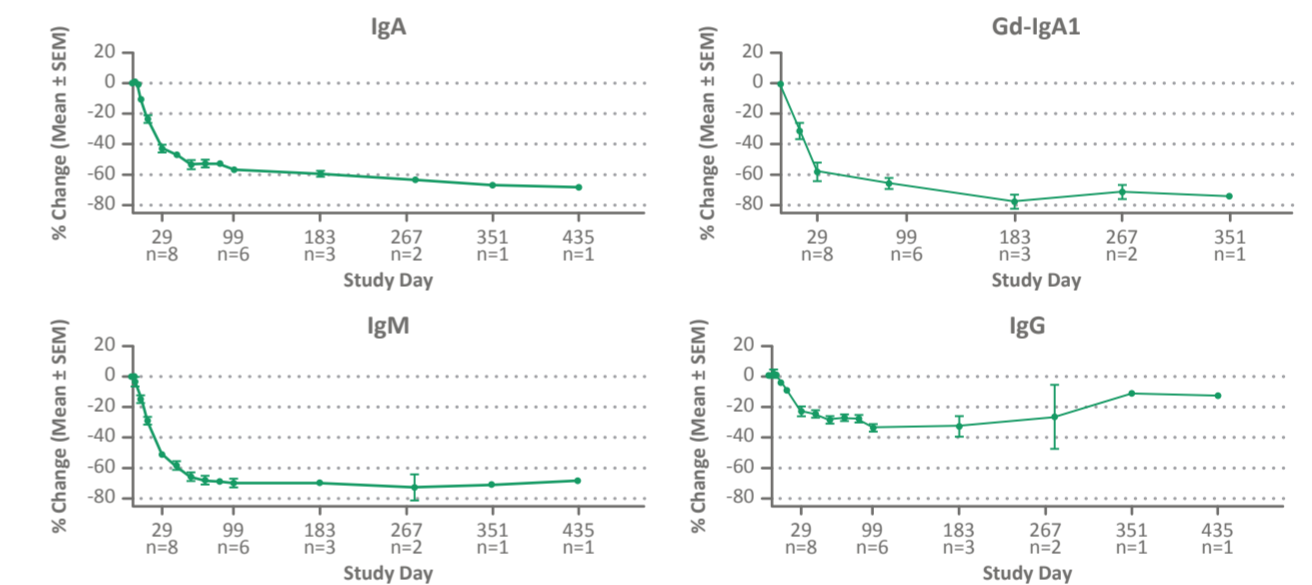 IgA
% Change (Mean ± SEM)
20
0
-20
-40
-60
-80
29 99 183 267 351 435
n=8 n=6 n=3 n=2 n=1 n=1
Study Day
Gd-IgA1
% Change (Mean ± SEM)
20
0
-20
-40
-60
-80
29 99 183 267 351
n=8 n=6 n=3 n=2 n=1
Study Day
IgM
% Change (Mean ± SEM)
20
0
-20
-40
-60
-80
29 99 183 267 351 435
n=8 n=6 n=3 n=2 n=1 n=1
Study Day
IgG
% Change (Mean ± SEM)
20
0
-20
-40
-60
-80
29 99 183 267 351 435
n=8 n=6 n=3 n=2 n=1 n=1
Study Day